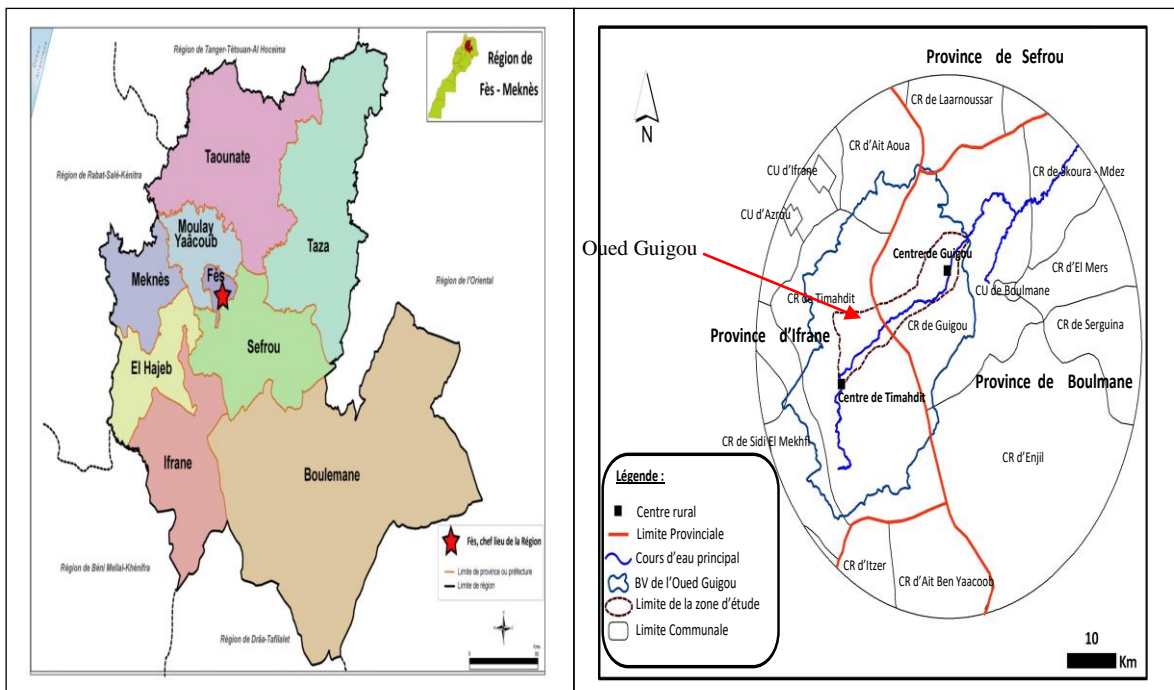 Région de Tanger-Tétouan-Al Hoceima
Région de
Fès - Meknès
Taounate
Région de Rabat-Salé-Kénitra
Moulay
Yaâcoub
Taza
Meknès
Fès
Région de l'Oriental
Sefrou
El Hajeb
Ifrane
Boulemane
Fès, chef lieu de la Région
Limite de province ou préfecture
Limite de région
Région de Béni Mellal-Khénifra
Région de Drâa-Tafilalet
Province de Sefrou
N
CR de Laarnoussar
CR d'Ait Aoua
CU d'Ifrane
CR de Skoura - Mdez
CU d'Azrou
Oued Guigou
Centre de Guigou
CR d'El Mers
CU de Boulmane
CR de Timahdit
CR de Guigou
CR de Serguina
Province d'Ifrane
Province de Boulmane
Centre de Timahdit
CR de Sidi El Mekhfi
CR d'Enjil
Légende :
Centre rural
Limite Provinciale
Cours d'eau principal
BV de l'Oued Guigou
Limite de la zone d'étude
Limite Communale
CR d'Itzer
CR d'Ait Ben Yaacoob
10
Km